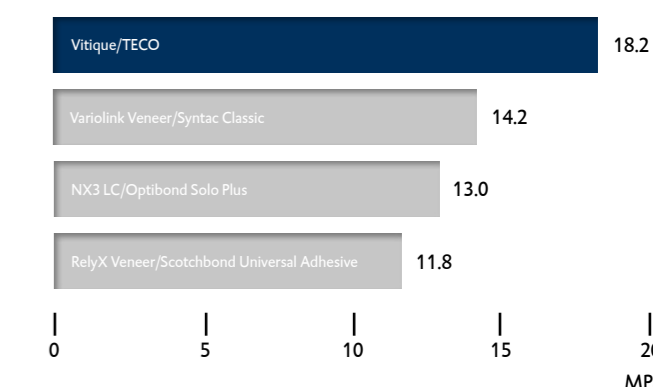 Vitique/TECO
18.2
Variolink Veneer/Syntac Classic
14.2
NX3 LC/Optibond Solo Plus
13.0
RelyX Veneer/Scotchbond Universal Adhesive
11.8
0 5 10 15 20
MP